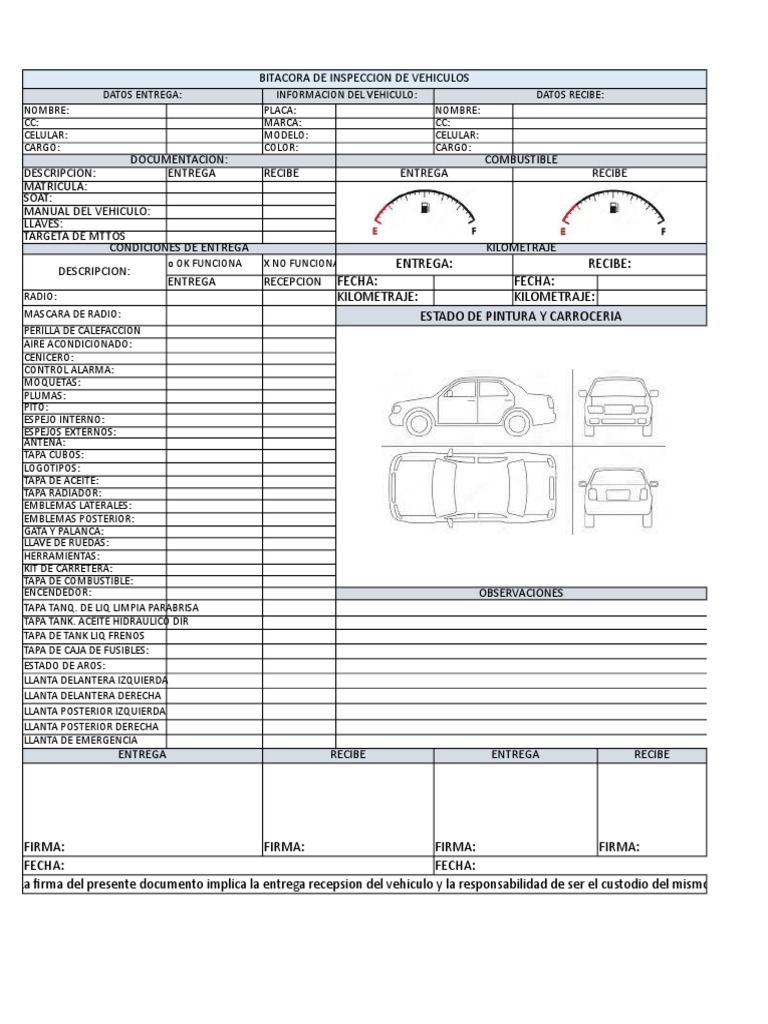 BITACORA DE INSPECCION DE VEHICULOS
DATOS ENTREGA: INFORMACION DEL VEHICULO: DATOS RECIBE:
NOMBRE: PLACA: NOMBRE:
CC: MARCA: CC:
CELULAR: MODELO: CELULAR:
CARGO: COLOR: CARGO:
DOCUMENTACION: COMBUSTIBLE
DESCRIPCION: ENTREGA RECIBE ENTREGA RECIBE
MATRICULA:
SOAT:
MANUAL DEL VEHICULO:
LLAVES:
E F E F
TARGETA DE MTTOS
CONDICIONES DE ENTREGA KILOMETRAJE
DESCRIPCION: o OK FUNCIONA X NO FUNCIONA ENTREGA: RECIBE:
ENTREGA RECEPCION FECHA: FECHA:
RADIO: KILOMETRAJE: KILOMETRAJE:
MASCARA DE RADIO: ESTADO DE PINTURA Y CARROCERIA
PERILLA DE CALEFACCION
AIRE ACONDICIONADO:
CENICERO:
CONTROL ALARMA:
MOQUETAS:
PLUMAS:
PITO:
ESPEJO INTERNO:
ESPEJOS EXTERNOS:
ANTENA:
TAPA CUBOS:
LOGOTIPOS:
TAPA DE ACEITE:
TAPA RADIADOR:
EMBLEMAS LATERALES:
EMBLEMAS POSTERIOR:
GATA Y PALANCA:
LLAVE DE RUEDAS:
HERRAMIENTAS:
KIT DE CARRETERA:
TAPA DE COMBUSTIBLE:
ENCENDEDOR: OBSERVACIONES
TAPA TANQ. DE LIQ LIMPIA PARABRISA
TAPA TANK. ACEITE HIDRAULICO DIR
TAPA DE TANK LIQ FRENOS
TAPA DE CAJA DE FUSIBLES:
ESTADO DE AROS:
LLANTA DELANTERA IZQUIERDA
LLANTA DELANTERA DERECHA
LLANTA POSTERIOR IZQUIERDA
LLANTA POSTERIOR DERECHA
LLANTA DE EMERGENCIA
ENTREGA RECIBE ENTREGA RECIBE
FIRMA: FIRMA: FIRMA: FIRMA:
FECHA: FECHA:
a firma del presente documento implica la entrega recepsion del vehiculo y la responsabilidad de ser el custodio del mismo